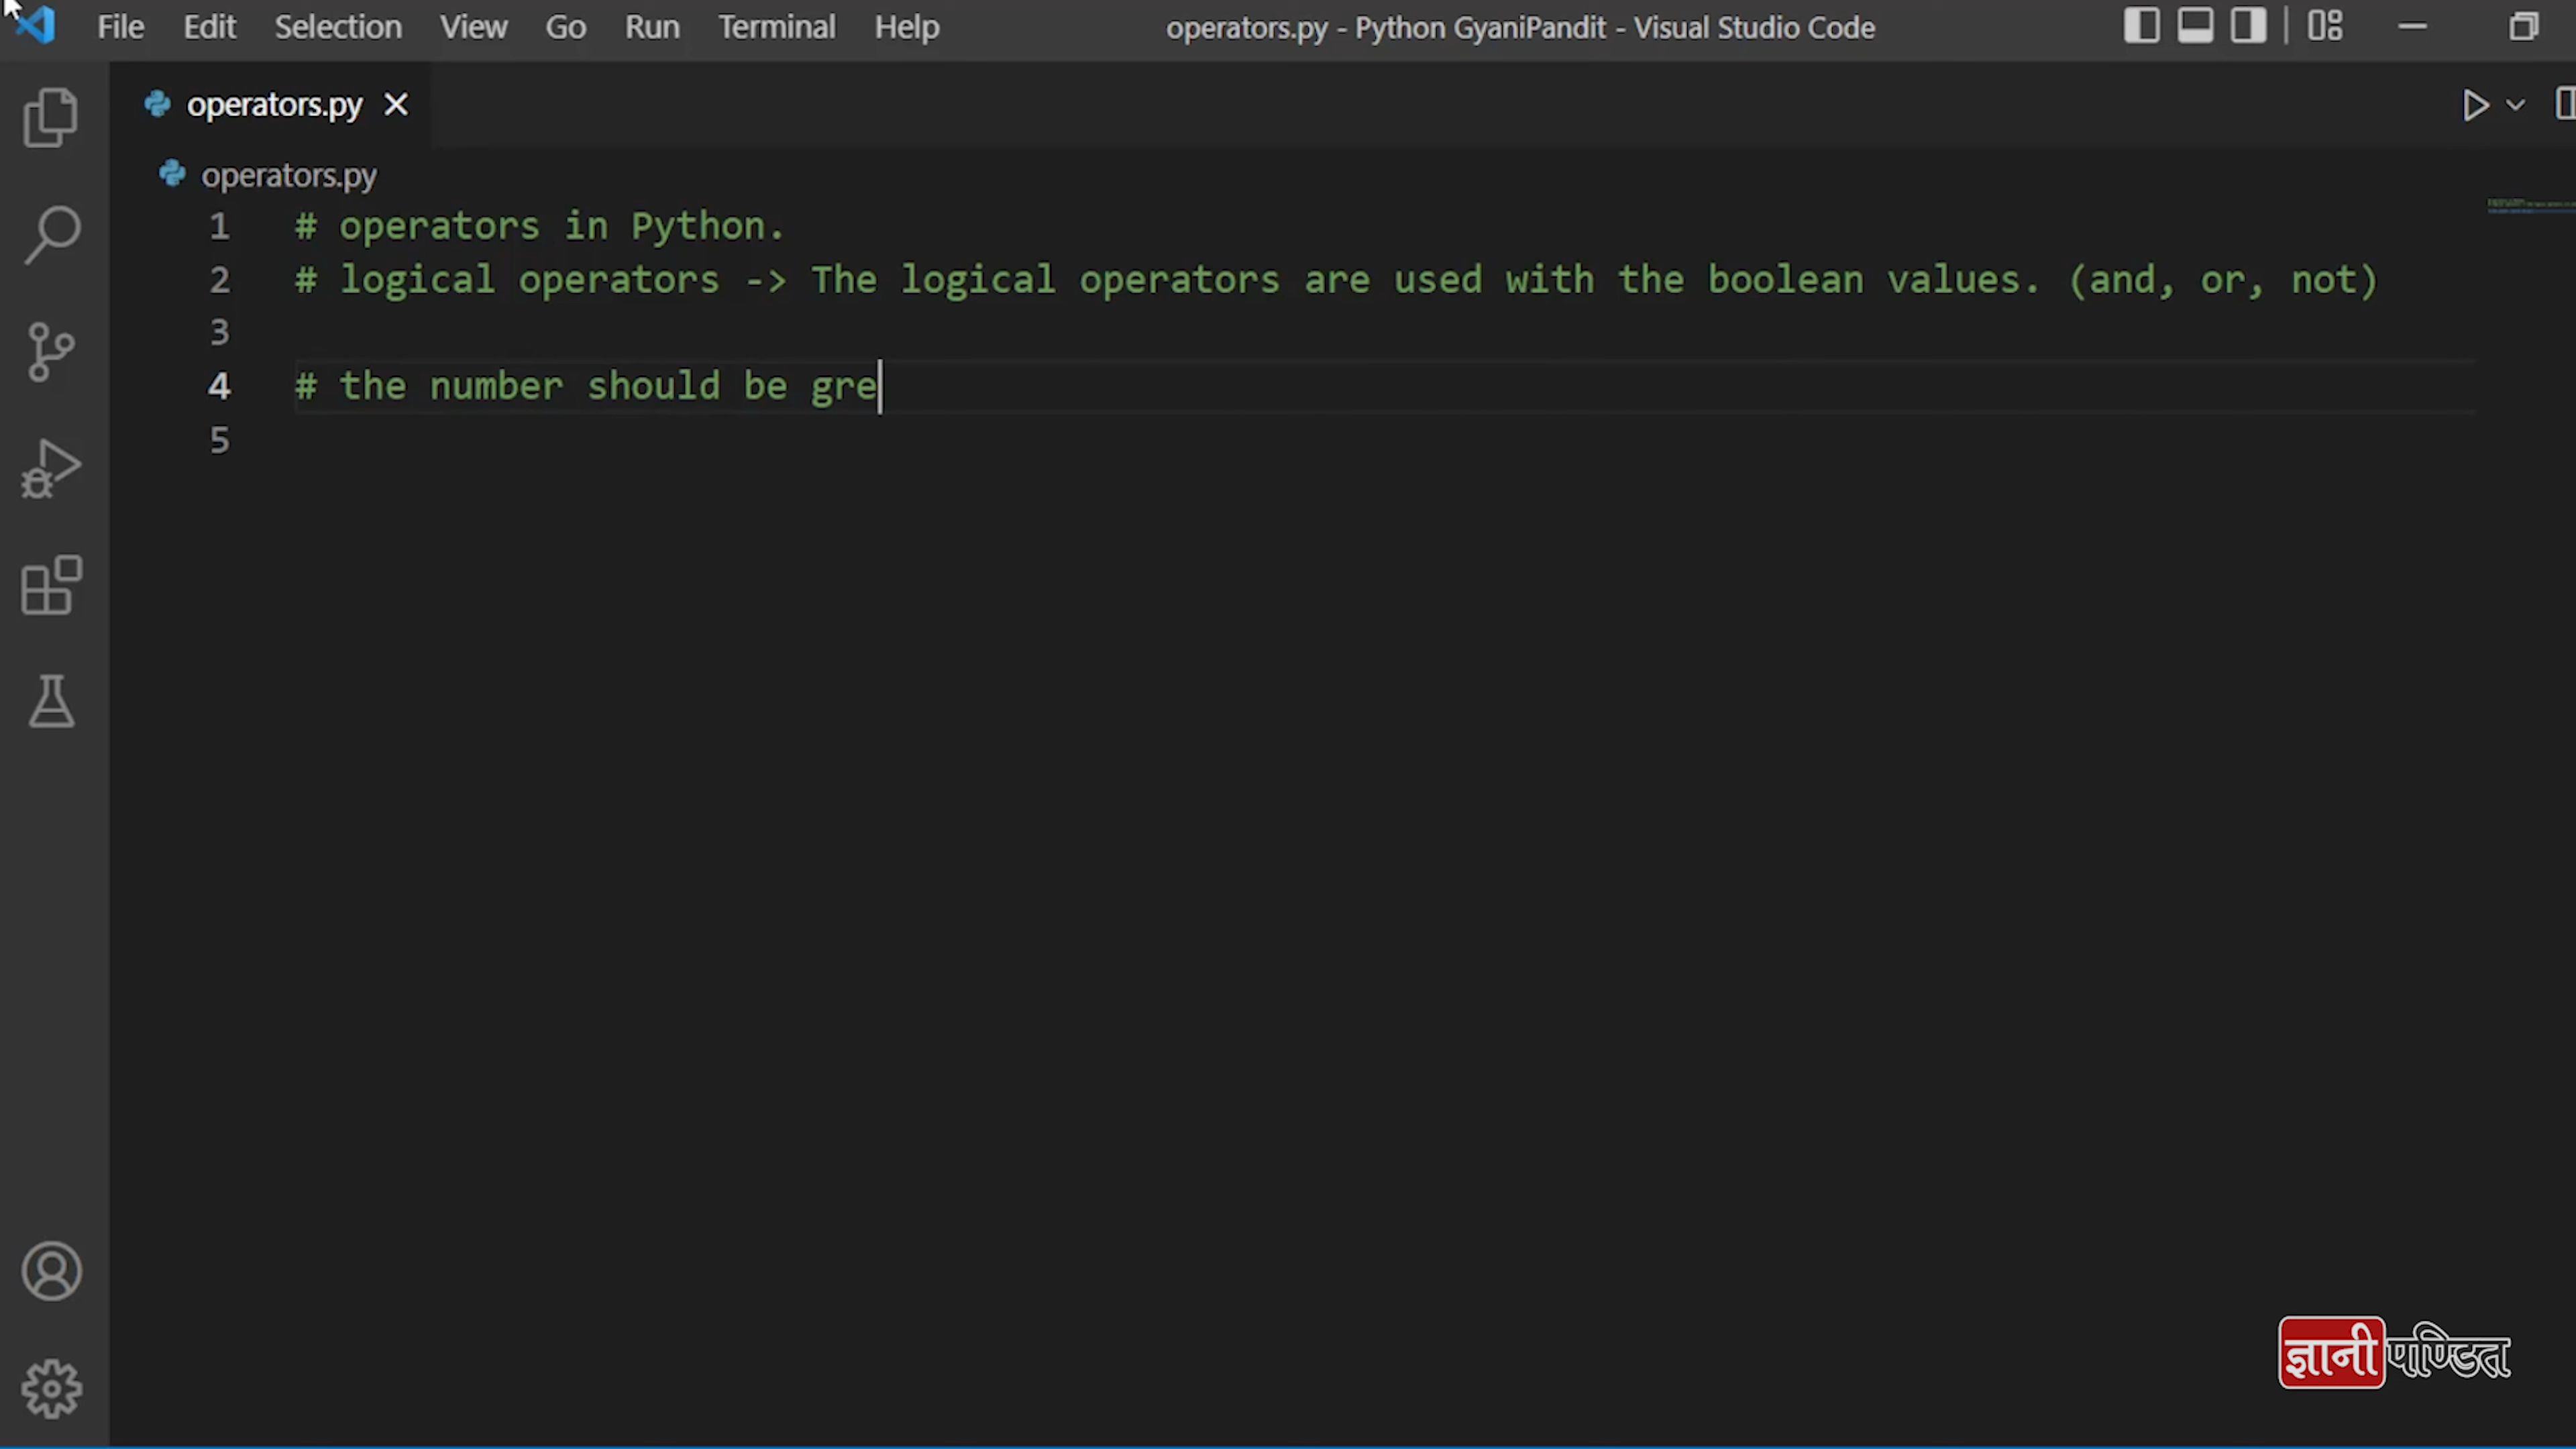 File Edit Selection View Go Run Terminal Help operators.py - Python GyaniPandit - Visual Studio Code
operators.py
operators.py
1 # operators in Python.
2 # logical operators -> The logical operators are used with the boolean values. (and, or, not)
3
4 # the number should be gre
5
ज्ञानीपण्डित